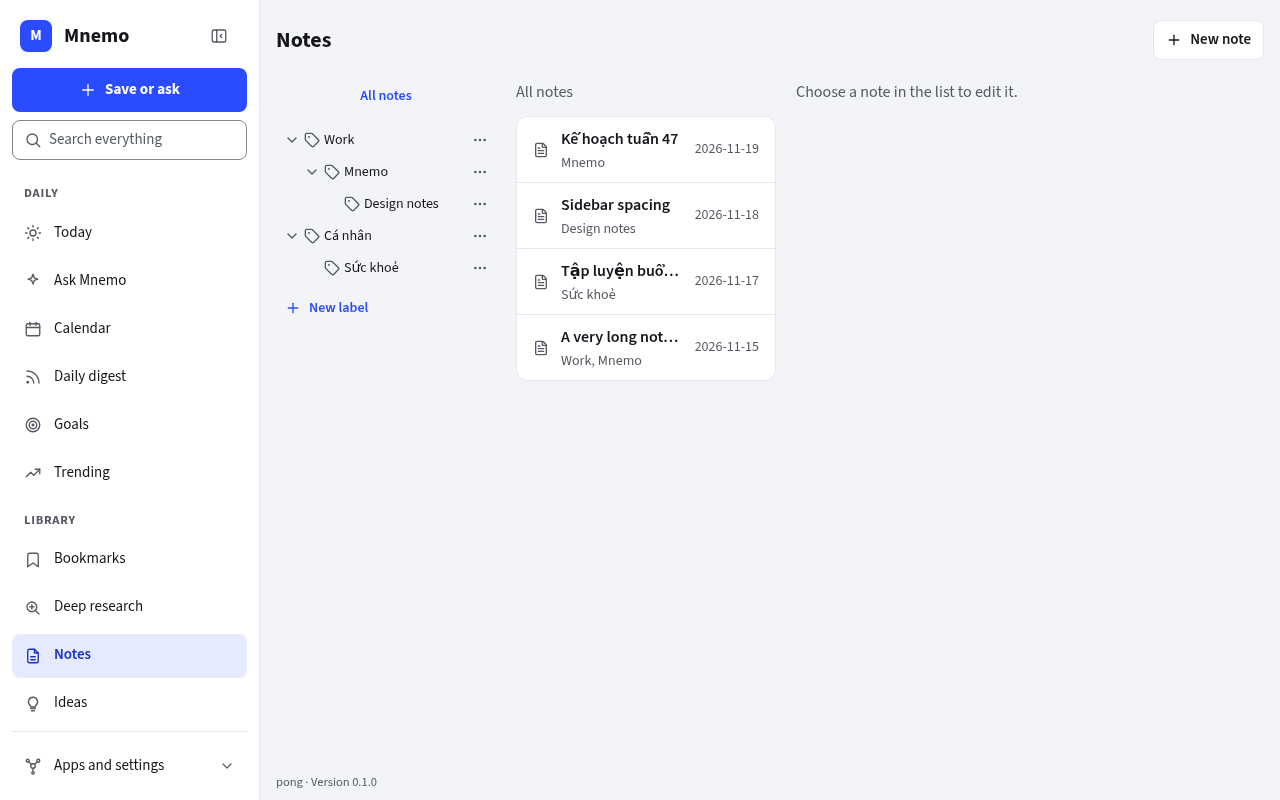 M Mnemo
Save or ask
Search everything
DAILY
Today
Ask Mnemo
Calendar
Daily digest
Goals
Trending
LIBRARY
Bookmarks
Deep research
Notes
Ideas
Apps and settings
Notes
New note
All notes
Work
Mnemo
Design notes
Cá nhân
Sức khoẻ
New label
All notes
Kế hoạch tuần 47 2026-11-19
Mnemo
Sidebar spacing 2026-11-18
Design notes
Tập luyện buổ… 2026-11-17
Sức khoẻ
A very long not… 2026-11-15
Work, Mnemo
Choose a note in the list to edit it.
pong · Version 0.1.0